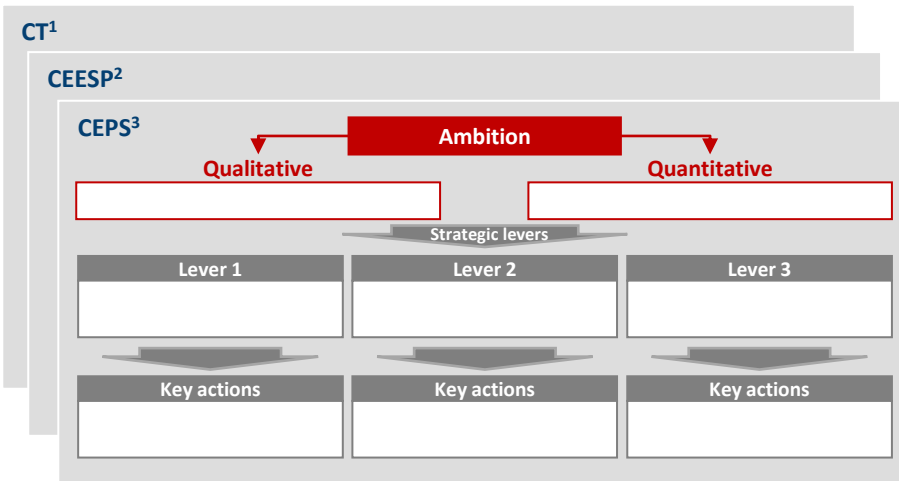 CT¹
CEESP²
CEPS³
Ambition
Qualitative Quantitative
Strategic levers
Lever 1 Lever 2 Lever 3
Key actions Key actions Key actions